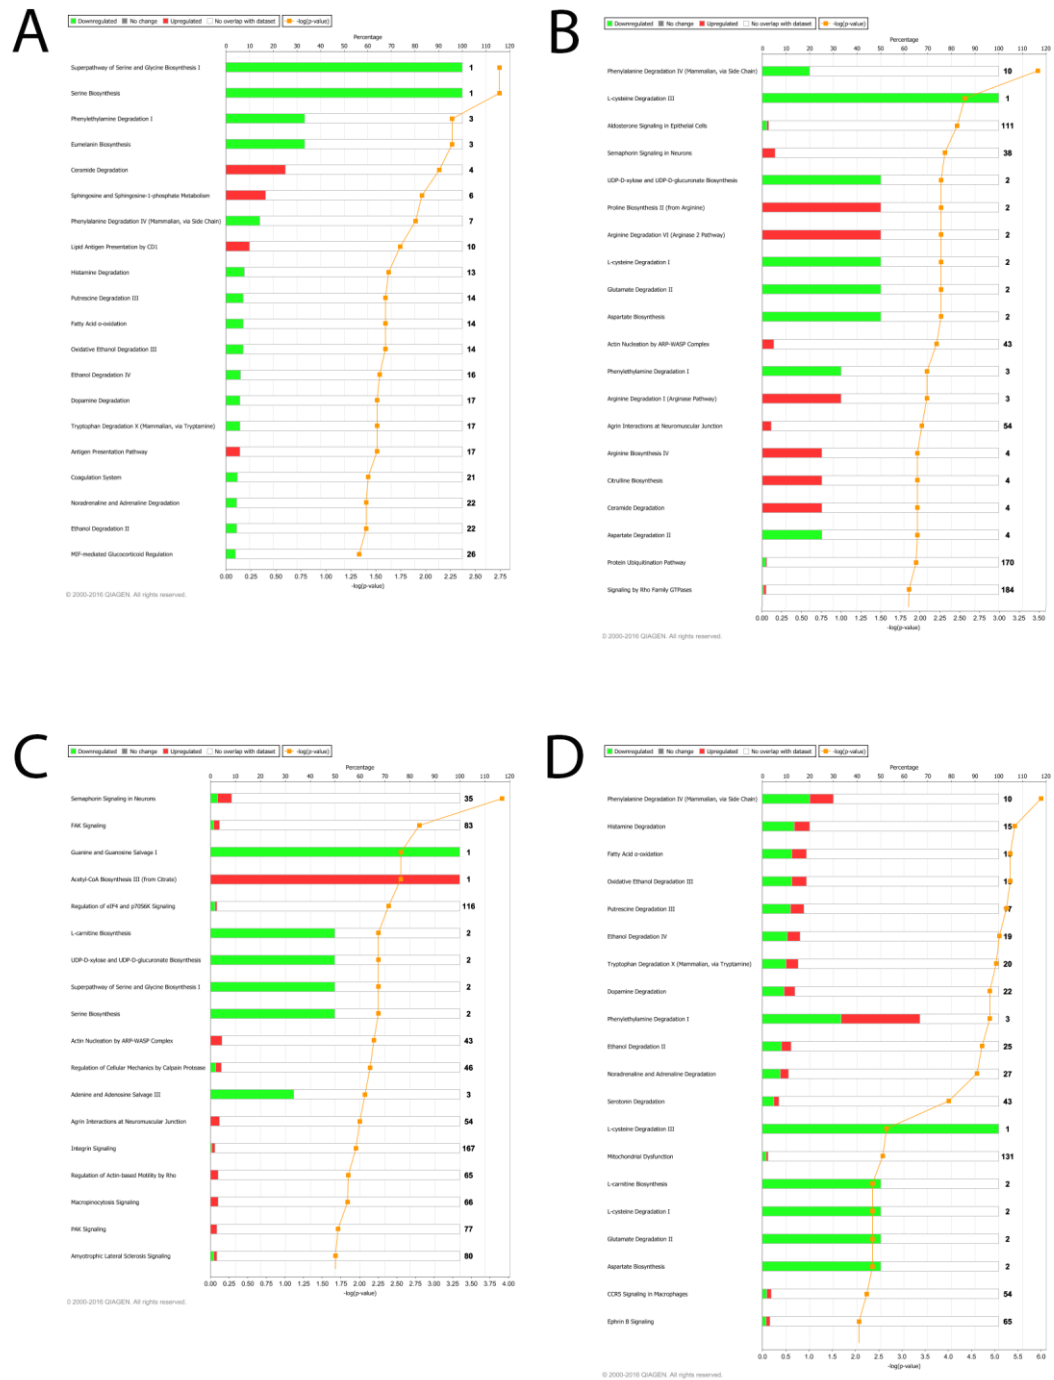 A
Downregulated No change Upregulated No overlap with dataset -log(p-value)
Percentage
0 10 20 30 40 50 60 70 80 90 100 110 120
Superpathway of Serine and Glycine Biosynthesis I 1
Serine Biosynthesis 1
Phenylethylamine Degradation I 3
Eumelanin Biosynthesis 3
Ceramide Degradation 4
Sphingosine and Sphingosine-1-phosphate Metabolism 6
Phenylalanine Degradation IV (Mammalian, via Side Chain) 7
Lipid Antigen Presentation by CD1 10
Histamine Degradation 13
Putrescine Degradation III 14
Fatty Acid α-oxidation 14
Oxidative Ethanol Degradation III 14
Ethanol Degradation IV 16
Dopamine Degradation 17
Tryptophan Degradation X (Mammalian, via Tryptamine) 17
Antigen Presentation Pathway 17
Coagulation System 21
Noradrenaline and Adrenaline Degradation 22
Ethanol Degradation II 22
MIF-mediated Glucocorticoid Regulation 26
0.00 0.25 0.50 0.75 1.00 1.25 1.50 1.75 2.00 2.25 2.50 2.75
-log(p-value)
© 2000-2016 QIAGEN. All rights reserved.
B
Downregulated No change Upregulated No overlap with dataset -log(p-value)
Percentage
0 10 20 30 40 50 60 70 80 90 100 110 120
Phenylalanine Degradation IV (Mammalian, via Side Chain) 10
L-cysteine Degradation III 1
Aldosterone Signaling in Epithelial Cells 111
Semaphorin Signaling in Neurons 38
UDP-D-xylose and UDP-D-glucuronate Biosynthesis 2
Proline Biosynthesis II (from Arginine) 2
Arginine Degradation VI (Arginase 2 Pathway) 2
L-cysteine Degradation I 2
Glutamate Degradation II 2
Aspartate Biosynthesis 2
Actin Nucleation by ARP-WASP Complex 43
Phenylethylamine Degradation I 3
Arginine Degradation I (Arginase Pathway) 3
Agrin Interactions at Neuromuscular Junction 54
Arginine Biosynthesis IV 4
Citrulline Biosynthesis 4
Ceramide Degradation 4
Aspartate Degradation II 4
Protein Ubiquitination Pathway 170
Signaling by Rho Family GTPases 184
0.00 0.25 0.50 0.75 1.00 1.25 1.50 1.75 2.00 2.25 2.50 2.75 3.00 3.25 3.50
-log(p-value)
© 2000-2016 QIAGEN. All rights reserved.
C
Downregulated No change Upregulated No overlap with dataset -log(p-value)
Percentage
0 10 20 30 40 50 60 70 80 90 100 110 120
Semaphorin Signaling in Neurons 35
FAK Signaling 83
Guanine and Guanosine Salvage I 1
Acetyl-CoA Biosynthesis III (from Citrate) 1
Regulation of eIF4 and p70S6K Signaling 116
L-carnitine Biosynthesis 2
UDP-D-xylose and UDP-D-glucuronate Biosynthesis 2
Superpathway of Serine and Glycine Biosynthesis I 2
Serine Biosynthesis 2
Actin Nucleation by ARP-WASP Complex 43
Regulation of Cellular Mechanics by Calpain Protease 46
Adenine and Adenosine Salvage III 3
Agrin Interactions at Neuromuscular Junction 54
Integrin Signaling 167
Regulation of Actin-based Motility by Rho 65
Macropinocytosis Signaling 66
PAK Signaling 77
Amyotrophic Lateral Sclerosis Signaling 80
0.00 0.25 0.50 0.75 1.00 1.25 1.50 1.75 2.00 2.25 2.50 2.75 3.00 3.25 3.50 3.75 4.00
-log(p-value)
© 2000-2016 QIAGEN. All rights reserved.
D
Downregulated No change Upregulated No overlap with dataset -log(p-value)
Percentage
0 10 20 30 40 50 60 70 80 90 100 110 120
Phenylalanine Degradation IV (Mammalian, via Side Chain) 10
Histamine Degradation 15
Fatty Acid α-oxidation
Oxidative Ethanol Degradation III
Putrescine Degradation III
Ethanol Degradation IV 19
Tryptophan Degradation X (Mammalian, via Tryptamine) 20
Dopamine Degradation 22
Phenylethylamine Degradation I 3
Ethanol Degradation II 25
Noradrenaline and Adrenaline Degradation 27
Serotonin Degradation 43
L-cysteine Degradation III 1
Mitochondrial Dysfunction 131
L-carnitine Biosynthesis 2
L-cysteine Degradation I 2
Glutamate Degradation II 2
Aspartate Biosynthesis 2
CCR5 Signaling in Macrophages 54
Ephrin B Signaling 65
0.0 0.5 1.0 1.5 2.0 2.5 3.0 3.5 4.0 4.5 5.0 5.5 6.0
-log(p-value)
© 2000-2016 QIAGEN. All rights reserved.